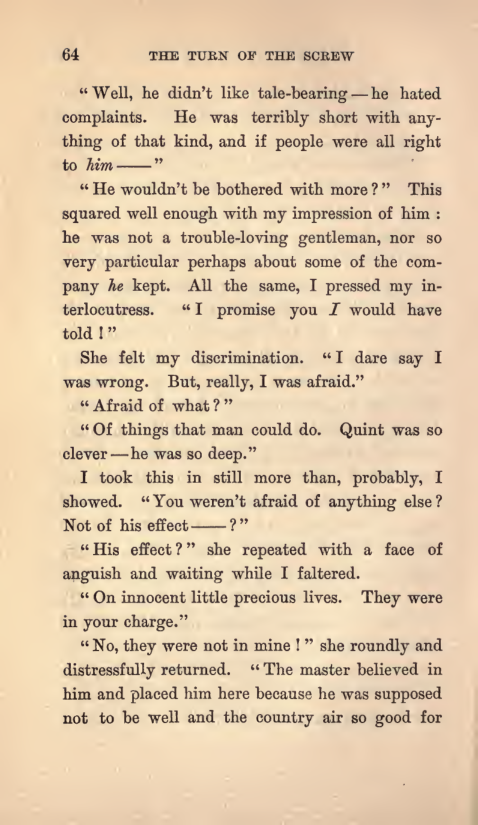 64 THE TURN OF THE SCREW
“Well, he didn’t like tale-bearing—he hated
complaints. He was terribly short with any-
thing of that kind, and if people were all right
to him——”
“He wouldn’t be bothered with more?” This
squared well enough with my impression of him :
he was not a trouble-loving gentleman, nor so
very particular perhaps about some of the com-
pany he kept. All the same, I pressed my in-
terlocutress. “I promise you I would have
told !”
She felt my discrimination. “I dare say I
was wrong. But, really, I was afraid.”
“Afraid of what?”
“Of things that man could do. Quint was so
clever—he was so deep.”
I took this in still more than, probably, I
showed. “You weren’t afraid of anything else?
Not of his effect——?”
“His effect?” she repeated with a face of
anguish and waiting while I faltered.
“On innocent little precious lives. They were
in your charge.”
“No, they were not in mine !” she roundly and
distressfully returned. “The master believed in
him and placed him here because he was supposed
not to be well and the country air so good for